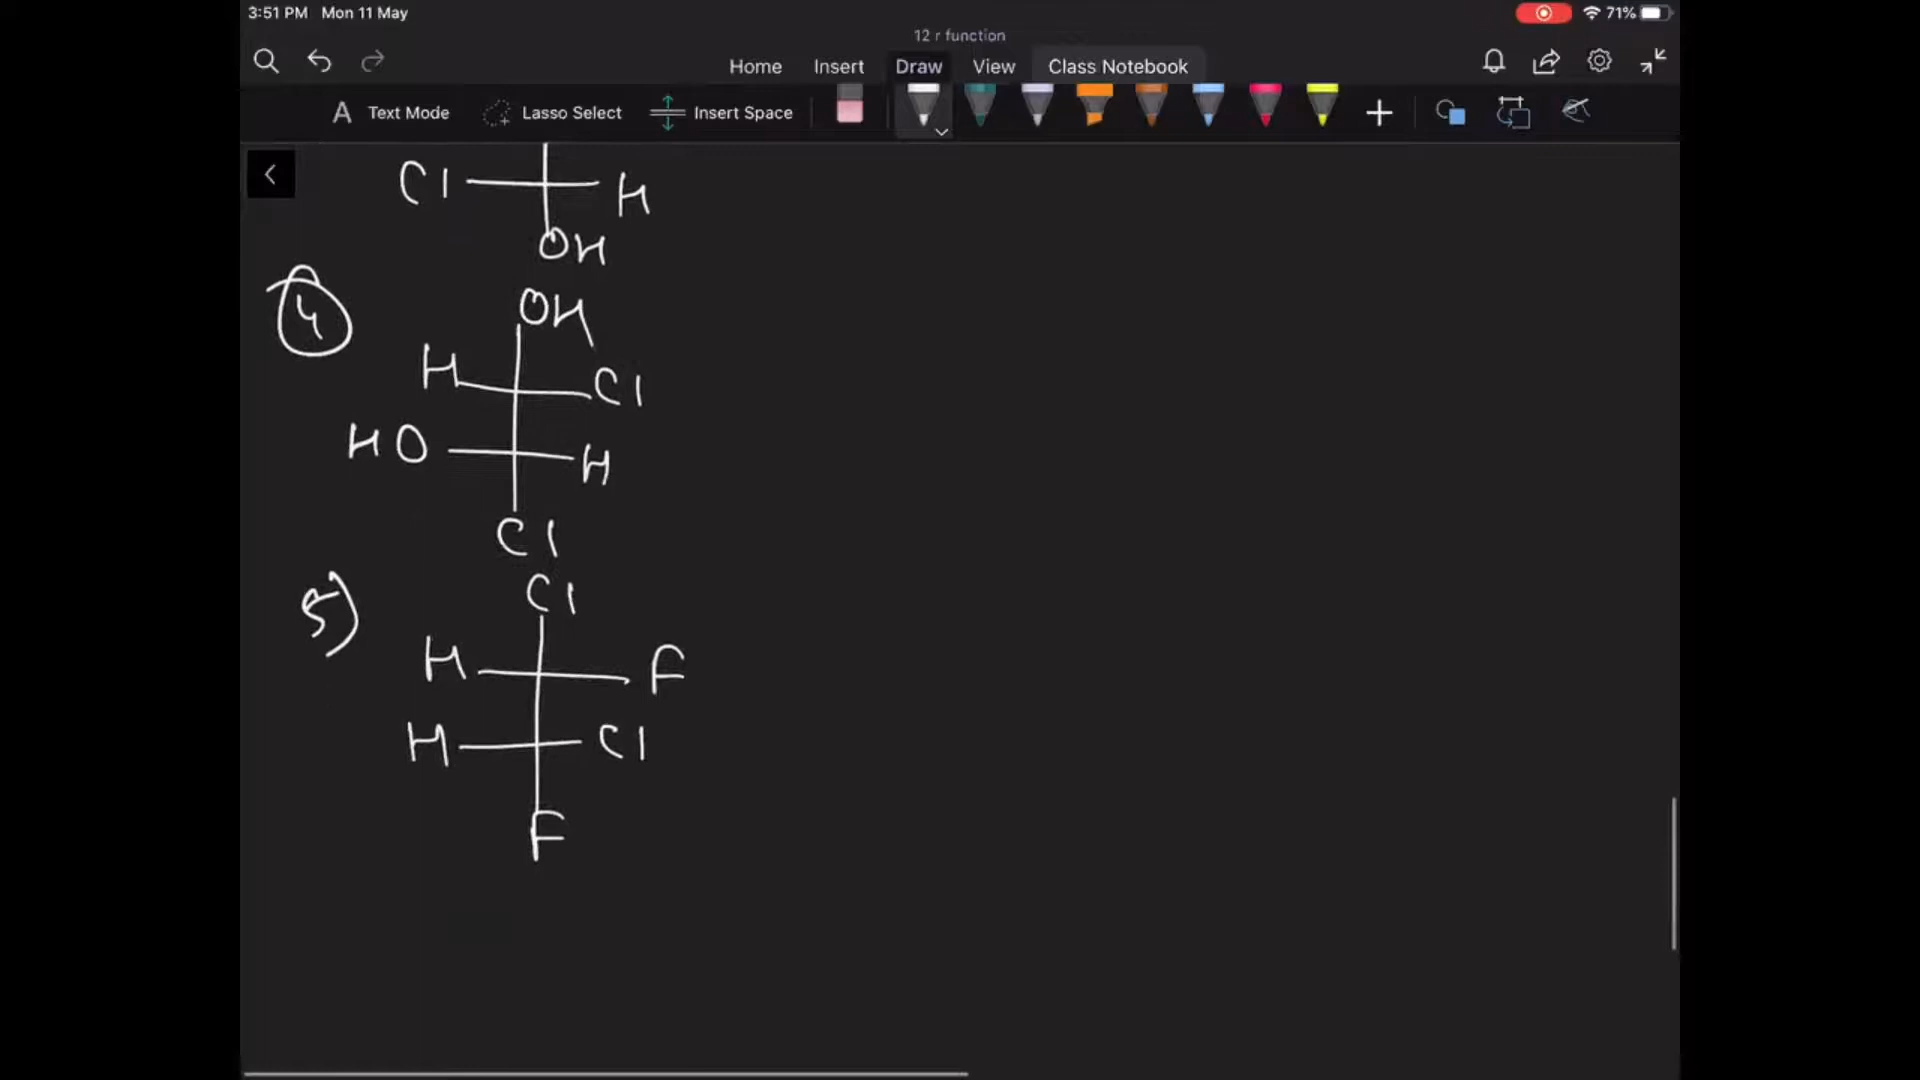 3:51 PM Mon 11 May
71%
12 r function
Home Insert Draw View Class Notebook
A Text Mode Lasso Select Insert Space
Cl H
OH
4
OH
H Cl
HO H
Cl
5)
Cl
H F
H Cl
F